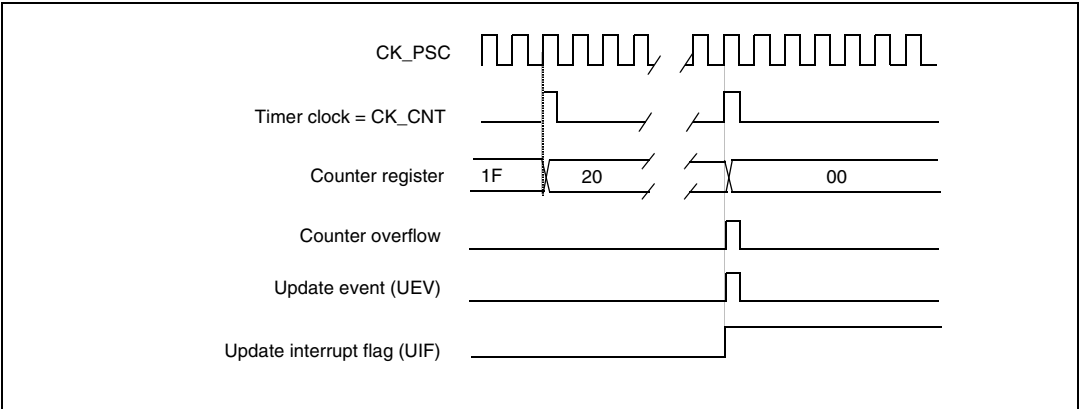 CK_PSC
Timer clock = CK_CNT
Counter register 1F 20 00
Counter overflow
Update event (UEV)
Update interrupt flag (UIF)